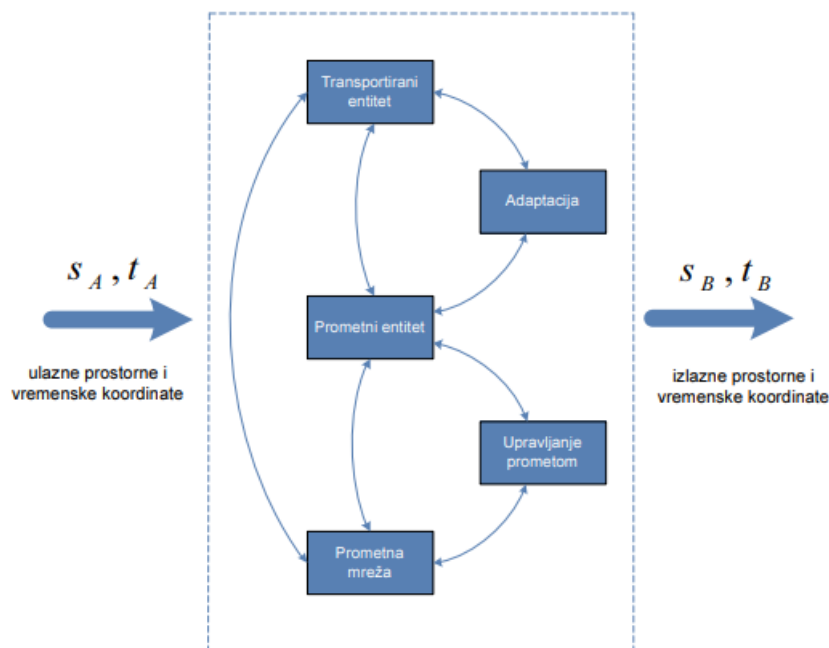 Transportirani
entitet
Adaptacija
s_A , t_A
s_B , t_B
Prometni entitet
ulazne prostorne i
vremenske koordinate
izlazne prostorne i
vremenske koordinate
Upravljanje
prometom
Prometna
mreža